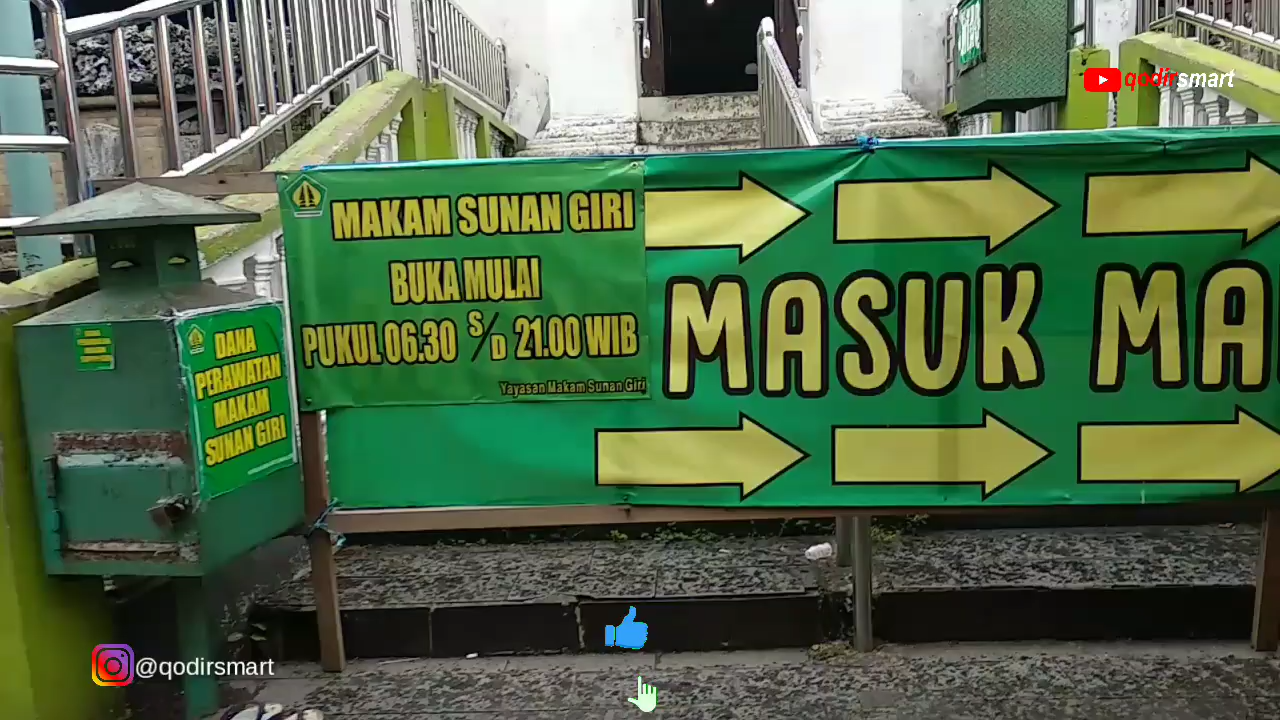 qodirsmart
MAKAM SUNAN GIRI
BUKA MULAI
PUKUL 06.30 S/D 21.00 WIB
Yayasan Makam Sunan Giri
MASUK MA
DANA
PERAWATAN
MAKAM
SUNAN GIRI
@qodirsmart